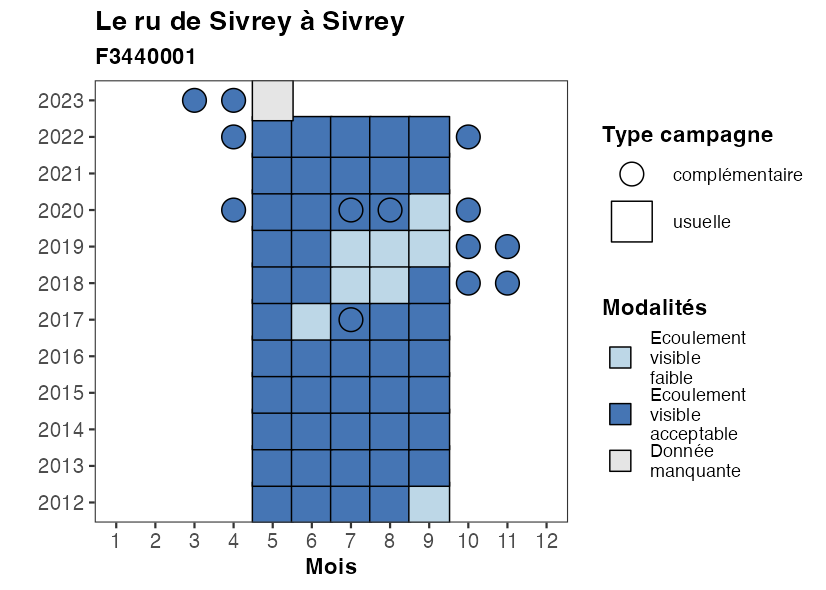 Le ru de Sivrey à Sivrey
F3440001
2023
2022
2021
2020
2019
2018
2017
2016
2015
2014
2013
2012
1 2 3 4 5 6 7 8 9 10 11 12
Mois
Type campagne
complémentaire
usuelle
Modalités
Ecoulement
visible
faible
Ecoulement
visible
acceptable
Donnée
manquante